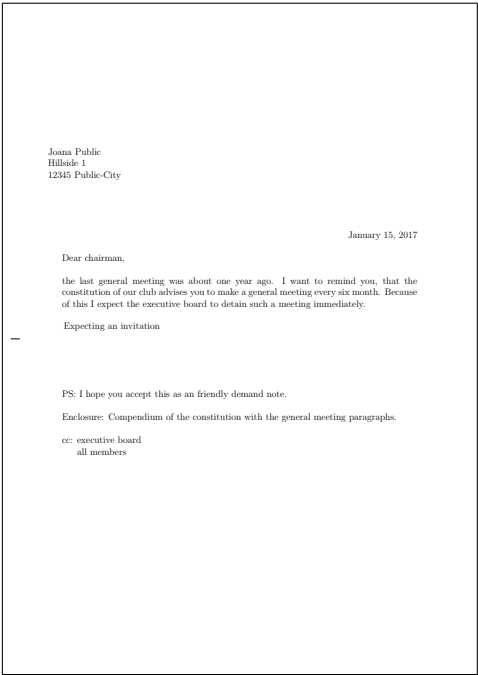 Joana Public
Hillside 1
12345 Public-City
January 15, 2017
Dear chairman,
the last general meeting was about one year ago. I want to remind you, that the
constitution of our club advises you to make a general meeting every six month. Because
of this I expect the executive board to detain such a meeting immediately.
Expecting an invitation
PS: I hope you accept this as an friendly demand note.
Enclosure: Compendium of the constitution with the general meeting paragraphs.
cc: executive board
all members